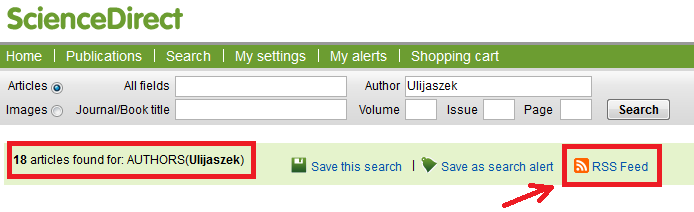 ScienceDirect
Home | Publications | Search | My settings | My alerts | Shopping cart
Articles All fields Author Ulijaszek
Images Journal/Book title Volume Issue Page Search
18 articles found for: AUTHORS(Ulijaszek) Save this search | Save as search alert RSS Feed